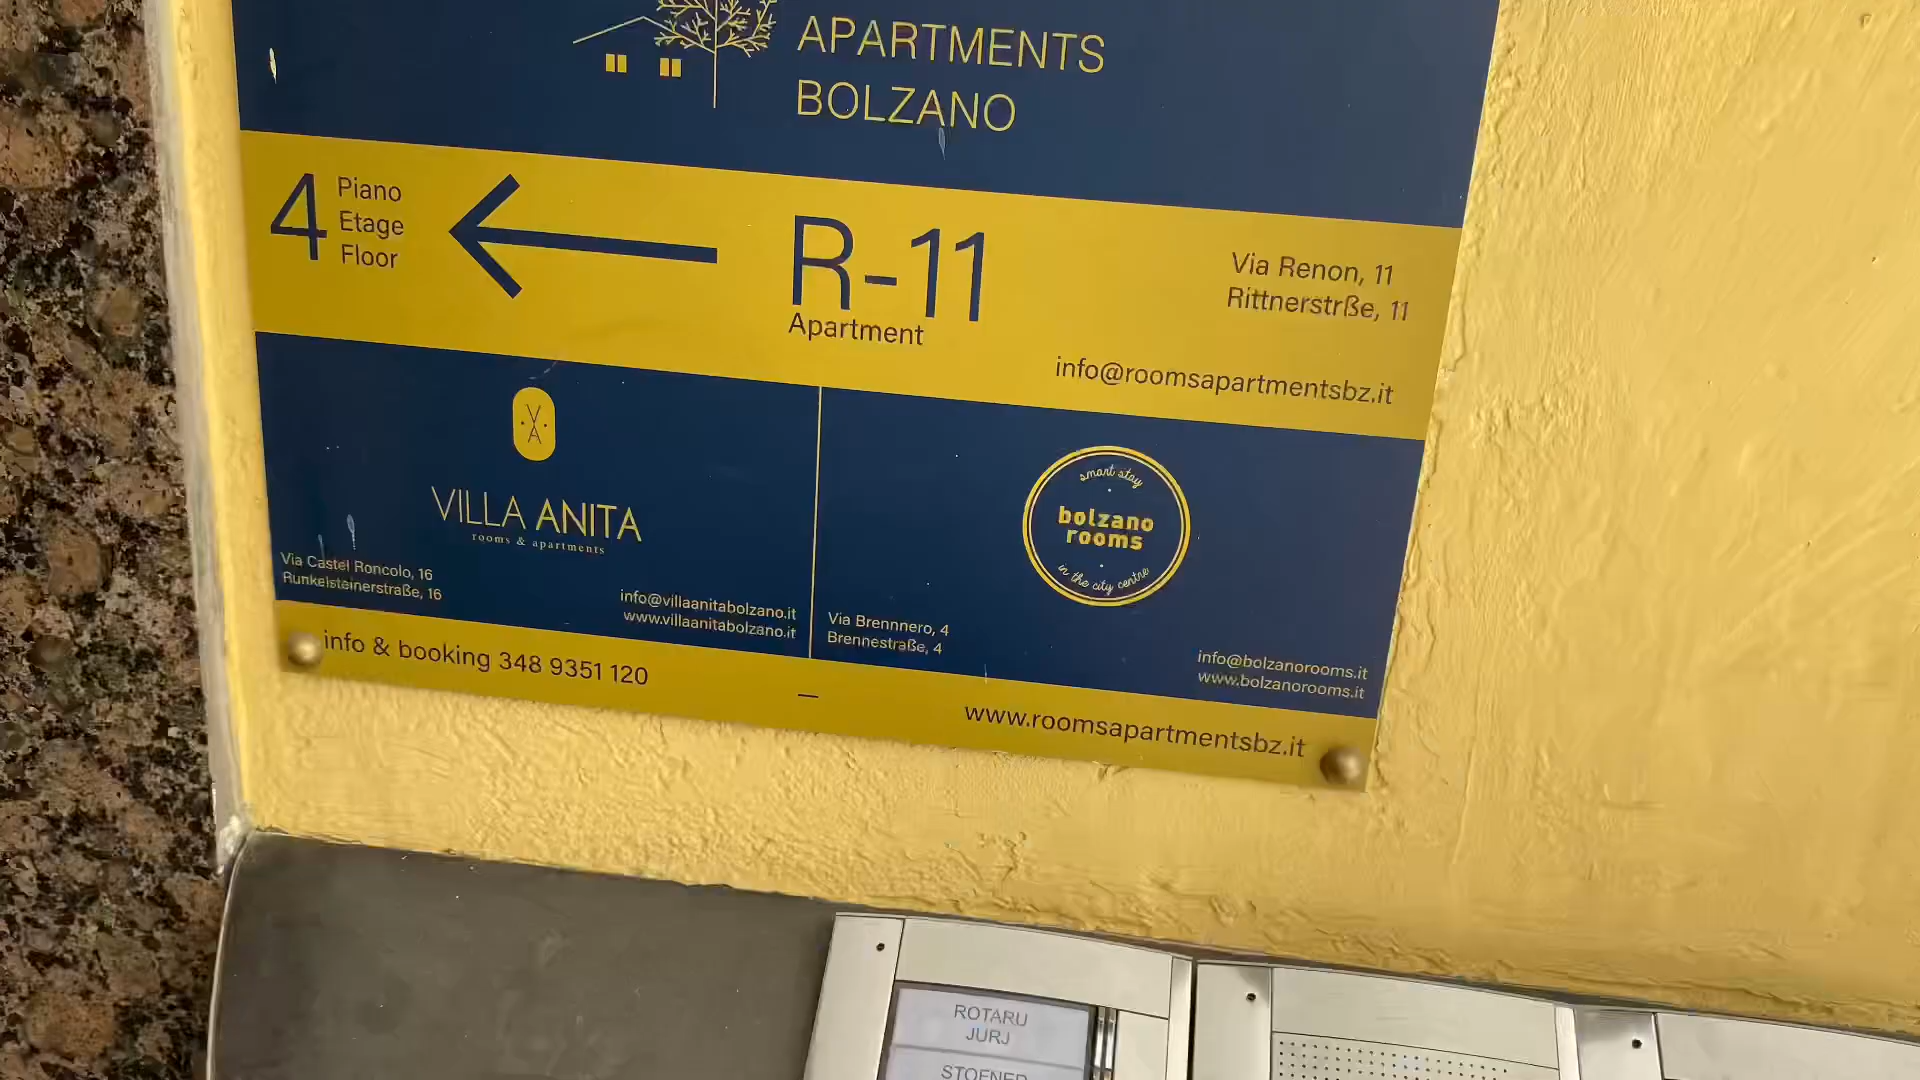 APARTMENTS
BOLZANO
4
Piano
Etage
Floor
R-11
Apartment
Via Renon, 11
Rittnerstrße, 11
info@roomsapartmentsbz.it
VA
VILLA ANITA
rooms & apartments
Via Castel Roncolo, 16
Runkelsteinerstraße, 16
info@villaanitabolzano.it
www.villaanitabolzano.it
smart stay
bolzano
rooms
in the city centre
Via Brennnero, 4
Brennestraße, 4
info@bolzanorooms.it
www.bolzanorooms.it
info & booking 348 9351 120
–
www.roomsapartmentsbz.it
ROTARU
JURJ